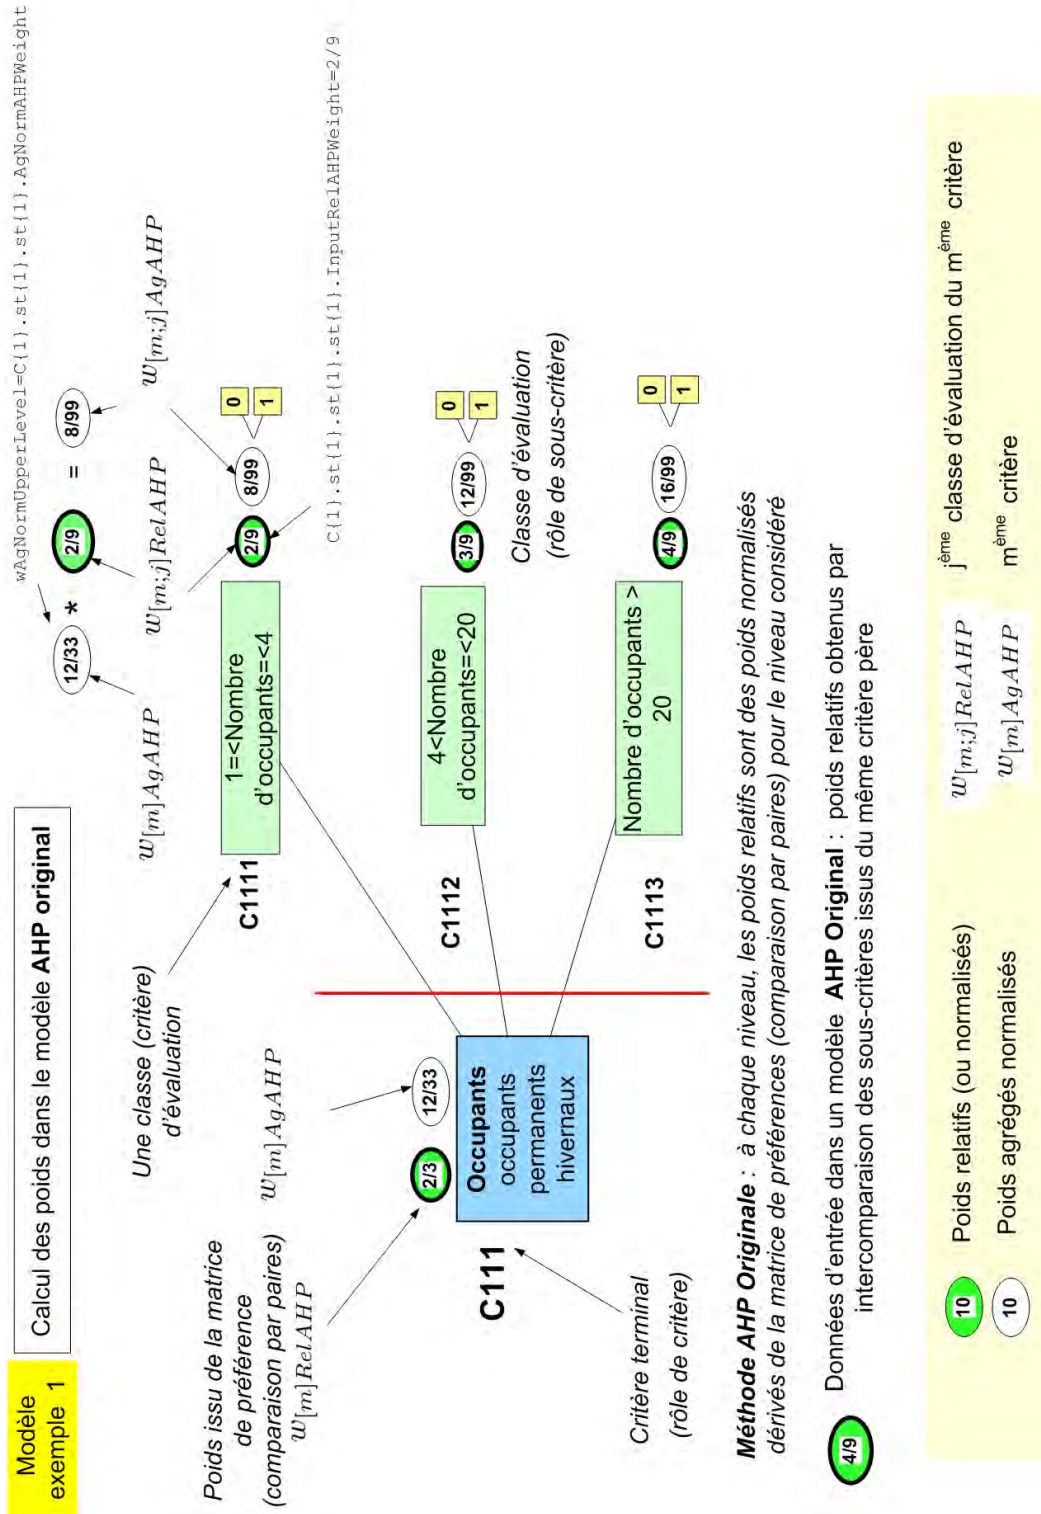 Modèle
exemple 1
Calcul des poids dans le modèle AHP original
wAgNormUpperLevel=C{1}.st{1}.st{1}.AgNormAHPWeight
12/33 * 2/9 = 8/99
w[m]AgAHP
w[m;j]RelAHP
w[m;j]AgAHP
Une classe (critère)
d'évaluation
C1111
1=<Nombre
d'occupants=<4
2/9
8/99
0
1
C{1}.st{1}.st{1}.st{1}.InputRelAHPWeight=2/9
Poids issu de la matrice
de préférence
(comparaison par paires)
w[m]RelAHP
w[m]AgAHP
2/3
12/33
C111
Occupants
occupants
permanents
hivernaux
C1112
4<Nombre
d'occupants=<20
3/9
12/99
0
1
Classe d'évaluation
(rôle de sous-critère)
Critère terminal
(rôle de critère)
C1113
Nombre d'occupants >
20
4/9
16/99
0
1
Méthode AHP Originale : à chaque niveau, les poids relatifs sont des poids normalisés
dérivés de la matrice de préférences (comparaison par paires) pour le niveau considéré
4/9
Données d'entrée dans un modèle AHP Original : poids relatifs obtenus par
intercomparaison des sous-critères issus du même critère père
10 Poids relatifs (ou normalisés)
w[m;j]RelAHP
jème classe d'évaluation du mème critère
10 Poids agrégés normalisés
w[m]AgAHP
mème critère